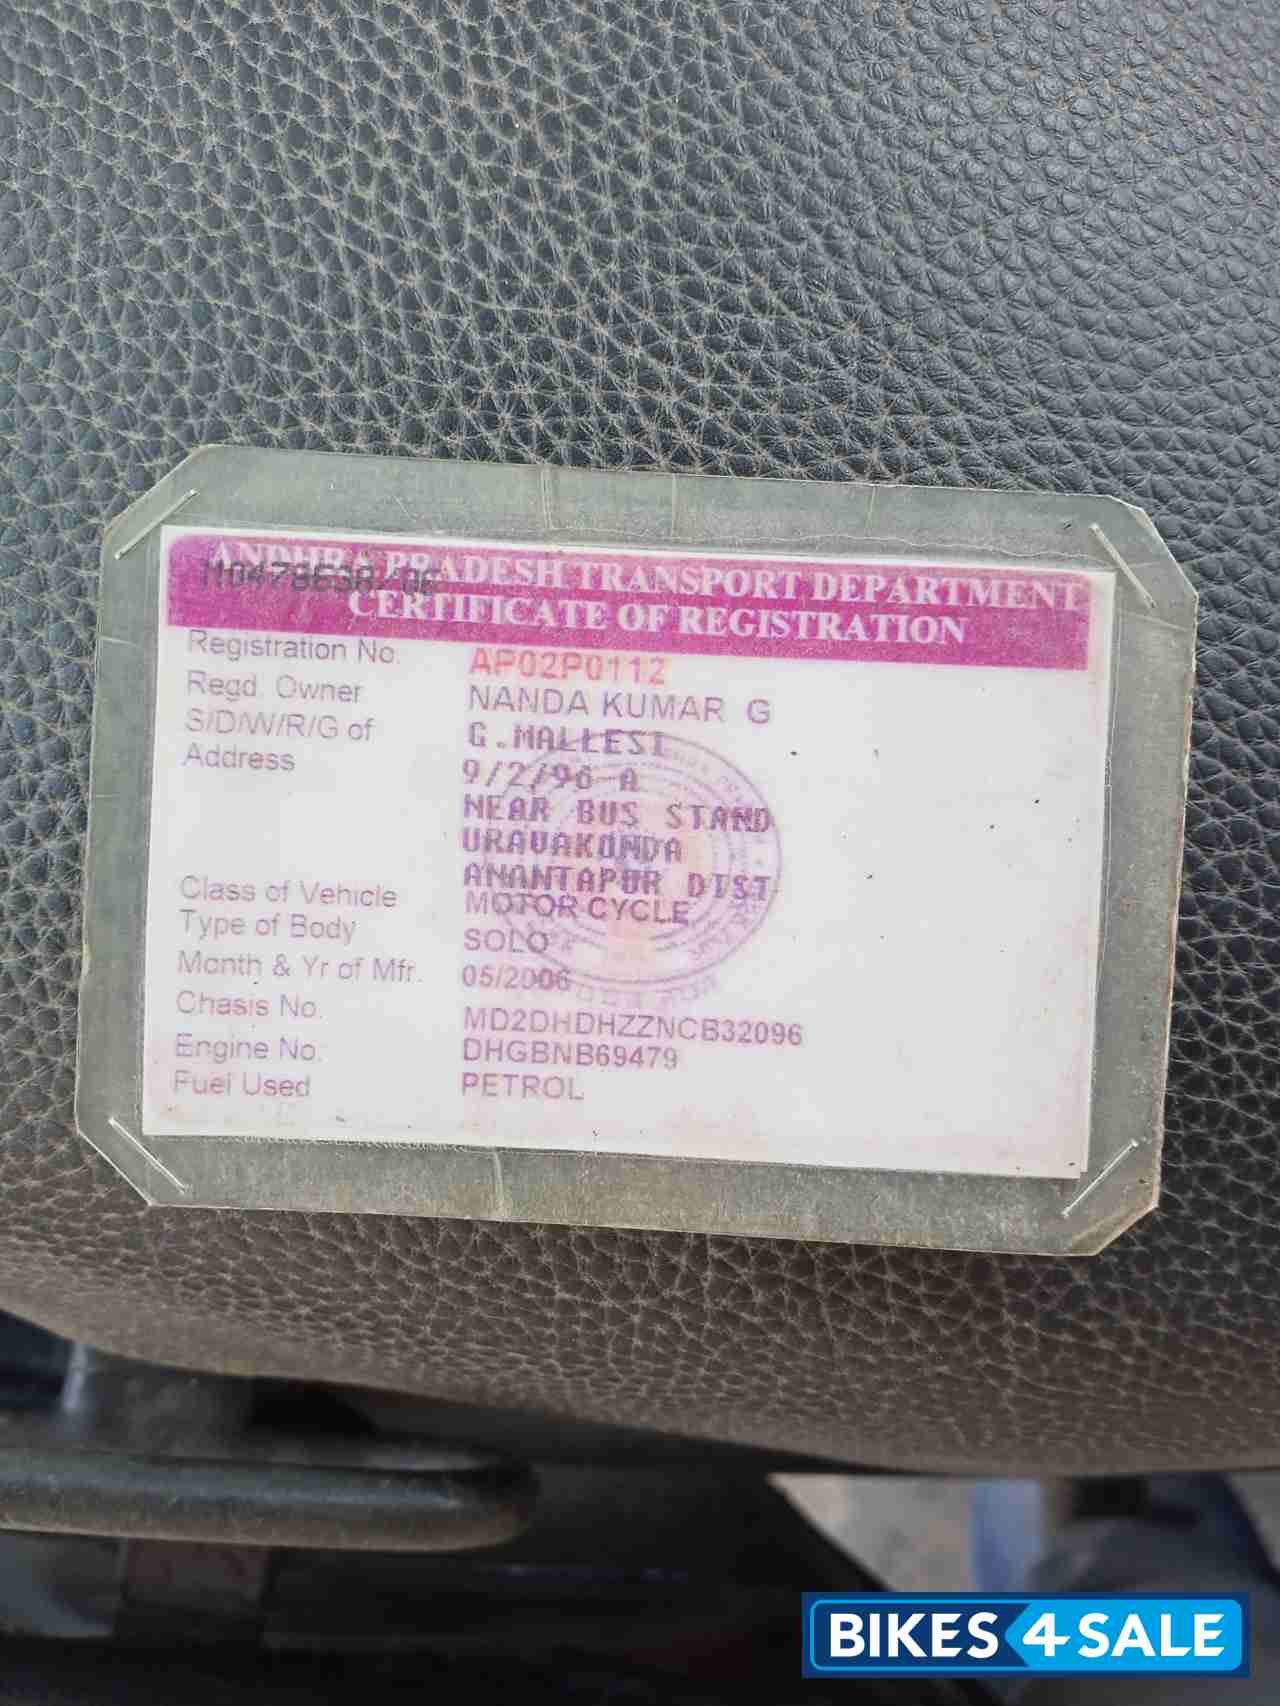 ANDHRA PRADESH TRANSPORT DEPARTMENT
CERTIFICATE OF REGISTRATION
Registration No. AP02P0112
Regd. Owner NANDA KUMAR G
S/D/W/R/G of G.MALLESI
Address 9/2/96-A
NEAR BUS STAND
URAVAKONDA
ANANTAPUR DIST
Class of Vehicle MOTOR CYCLE
Type of Body SOLO
Month & Yr of Mfr. 05/2006
Chasis No. MD2DHDHZZNCB32096
Engine No. DHGBNB69479
Fuel Used PETROL
BIKES4SALE